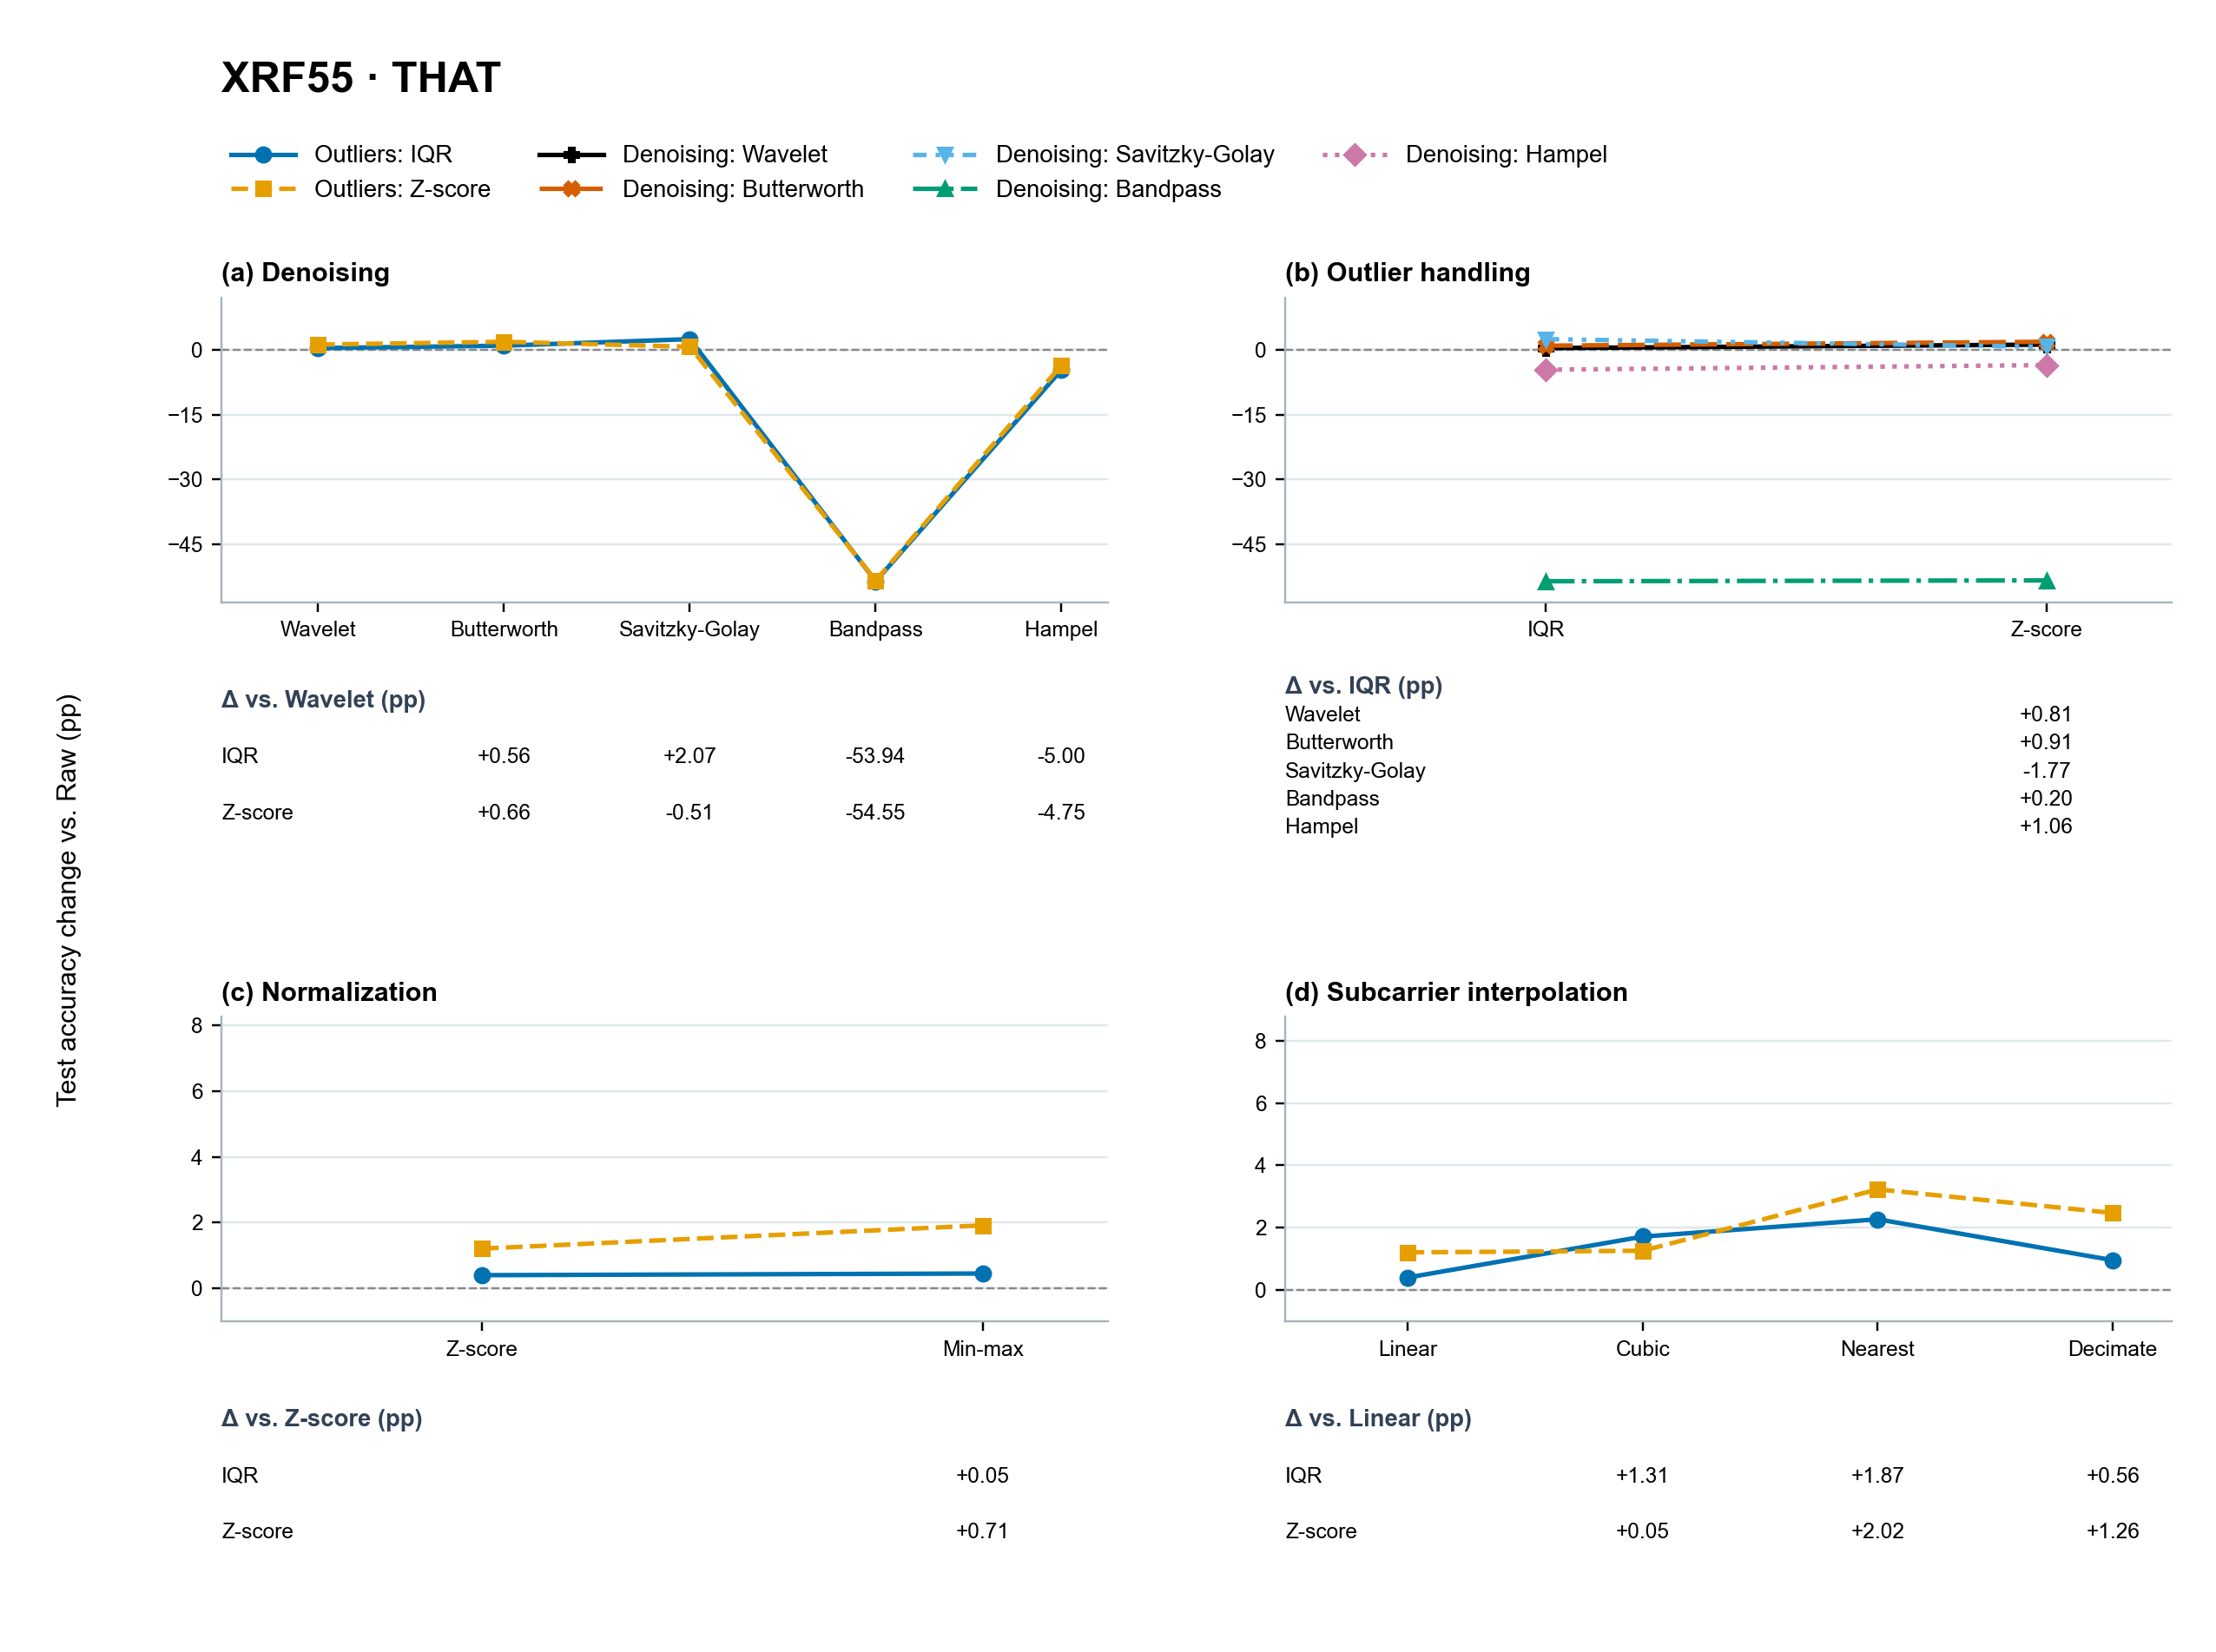 XRF55 · THAT
Outliers: IQR
Outliers: Z-score
Denoising: Wavelet
Denoising: Butterworth
Denoising: Savitzky-Golay
Denoising: Bandpass
Denoising: Hampel
Test accuracy change vs. Raw (pp)
(a) Denoising
0
−15
−30
−45
Wavelet Butterworth Savitzky-Golay Bandpass Hampel
Δ vs. Wavelet (pp)
IQR +0.56 +2.07 -53.94 -5.00
Z-score +0.66 -0.51 -54.55 -4.75
(b) Outlier handling
0
−15
−30
−45
IQR Z-score
Δ vs. IQR (pp)
Wavelet +0.81
Butterworth +0.91
Savitzky-Golay -1.77
Bandpass +0.20
Hampel +1.06
(c) Normalization
8
6
4
2
0
Z-score Min-max
Δ vs. Z-score (pp)
IQR +0.05
Z-score +0.71
(d) Subcarrier interpolation
8
6
4
2
0
Linear Cubic Nearest Decimate
Δ vs. Linear (pp)
IQR +1.31 +1.87 +0.56
Z-score +0.05 +2.02 +1.26